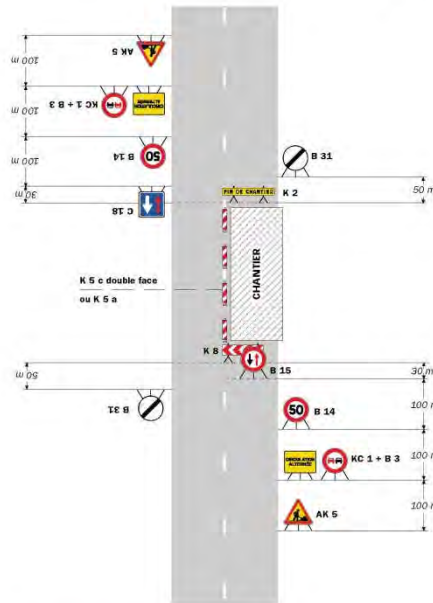 100 m
AK 5
100 m
KC 1 + B 3
CIRCULATION
ALTERNÉE
100 m
B 14
50
30 m
C 18
B 31
50 m
K 2
FIN DE CHANTIER
CHANTIER
K 5 c double face
ou K 5 a
K 8
B 15
50 m
30 m
B 31
50
B 14
100 m
CIRCULATION
ALTERNÉE
KC 1 + B 3
100 m
AK 5
100 m